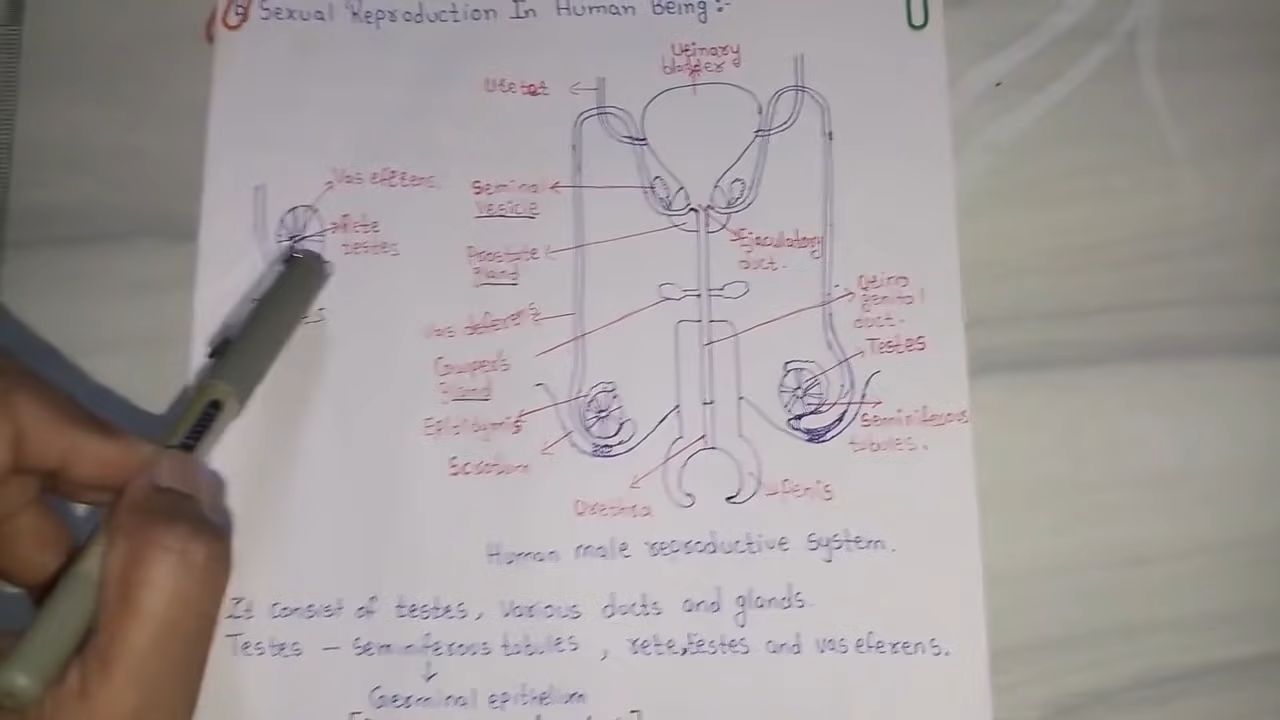 5 Sexual Reproduction In Human Being:-
Urinary
bladder
Ureter
Vas eferens.
Rete
testes
Seminal
Vesicle
Prostate
Gland
Ejaculatory
duct.
Urino
genital
duct.
Vas deferens
Cowper's
Gland
Testes
Epididymis
Seminiferous
tubules.
Scrotum
Urethra
Penis
Human male reproductive system.
It consist of testes, various ducts and glands.
Testes – Seminiferous tubules, rete,testes and vas eferens.
Germinal epithelium